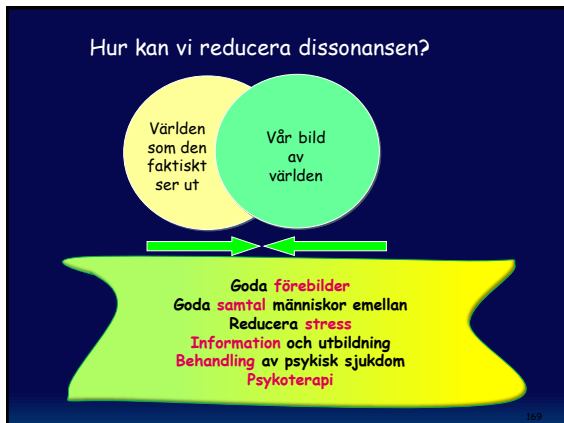 Hur kan vi reducera dissonansen?
Världen
som den
faktiskt
ser ut
Vår bild
av
världen
Goda förebilder
Goda samtal människor emellan
Reducera stress
Information och utbildning
Behandling av psykisk sjukdom
Psykoterapi
169